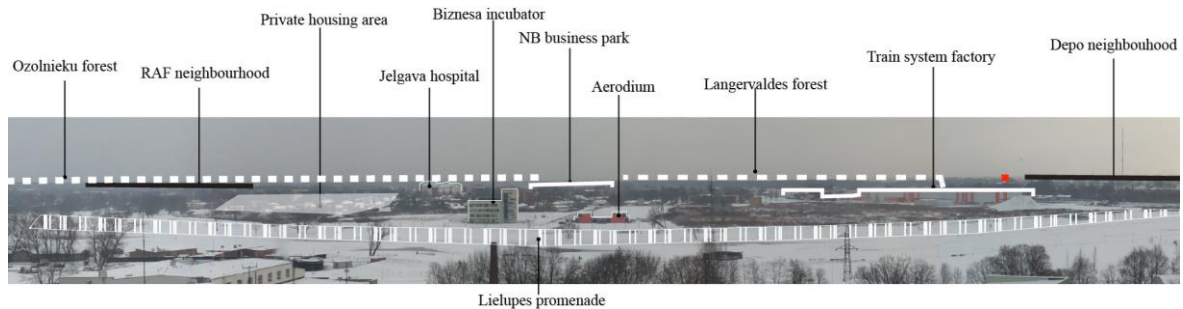 Ozolnieku forest
RAF neighbourhood
Private housing area
Jelgava hospital
Biznesa incubator
NB business park
Aerodium
Langervaldes forest
Train system factory
Depo neighbouhood
Lielupes promenade